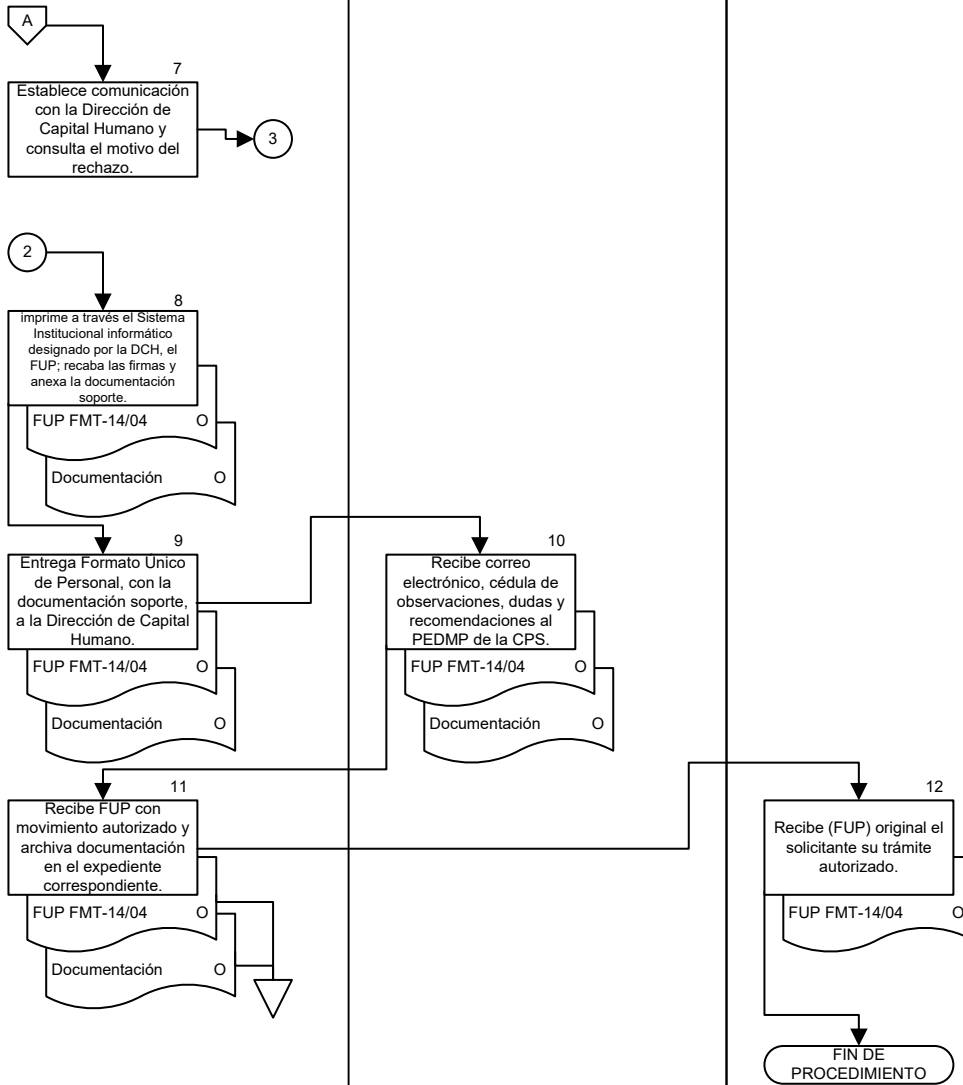 A
7
Establece comunicación
con la Dirección de
Capital Humano y
consulta el motivo del
rechazo.
3
2
8
imprime a través el Sistema
Institucional informático
designado por la DCH, el
FUP; recaba las firmas y
anexa la documentación
soporte.
FUP FMT-14/04 O
Documentación O
9
Entrega Formato Único
de Personal, con la
documentación soporte,
a la Dirección de Capital
Humano.
FUP FMT-14/04 O
Documentación O
10
Recibe correo
electrónico, cédula de
observaciones, dudas y
recomendaciones al
PEDMP de la CPS.
FUP FMT-14/04 O
Documentación O
11
Recibe FUP con
movimiento autorizado y
archiva documentación
en el expediente
correspondiente.
FUP FMT-14/04 O
Documentación O
12
Recibe (FUP) original el
solicitante su trámite
autorizado.
FUP FMT-14/04 O
FIN DE
PROCEDIMIENTO